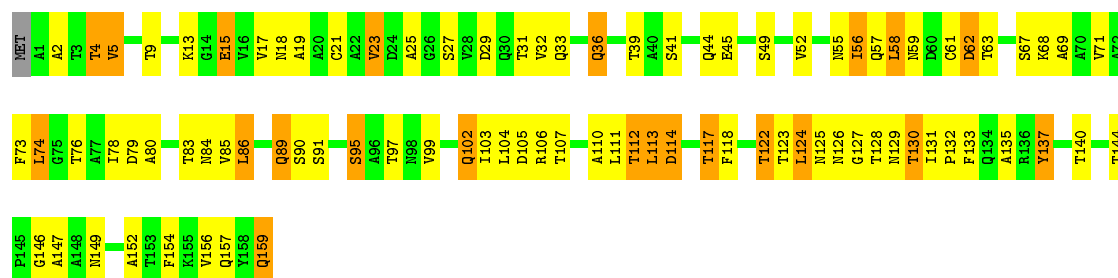 MET A1 A2 T3 T4 V5 T9 K13 G14 E15 V16 V17 N18 A19 A20 C21 A22 V23 D24 A25 G26 S27 V28 D29 Q30 T31 V32 Q33 Q36 T39 A40 S41 Q44 E45 S49 V52 N55 I56 Q57 L58 N59 D60 C61 D62 T63 S67 K68 A69 A70 V71 A72
F73 L74 G75 T76 A77 I78 D79 A80 T83 N84 V85 L86 Q89 S90 S91 S95 A96 T97 N98 V99 Q102 I103 L104 D105 R106 T107 A110 L111 T112 L113 D114 T117 F118 T122 T123 L124 N125 N126 G127 T128 N129 T130 I131 P132 F133 Q134 A135 R136 Y137 T140 T144
P145 G146 A147 A148 N149 A152 T153 F154 K155 V156 Q157 Y158 Q159